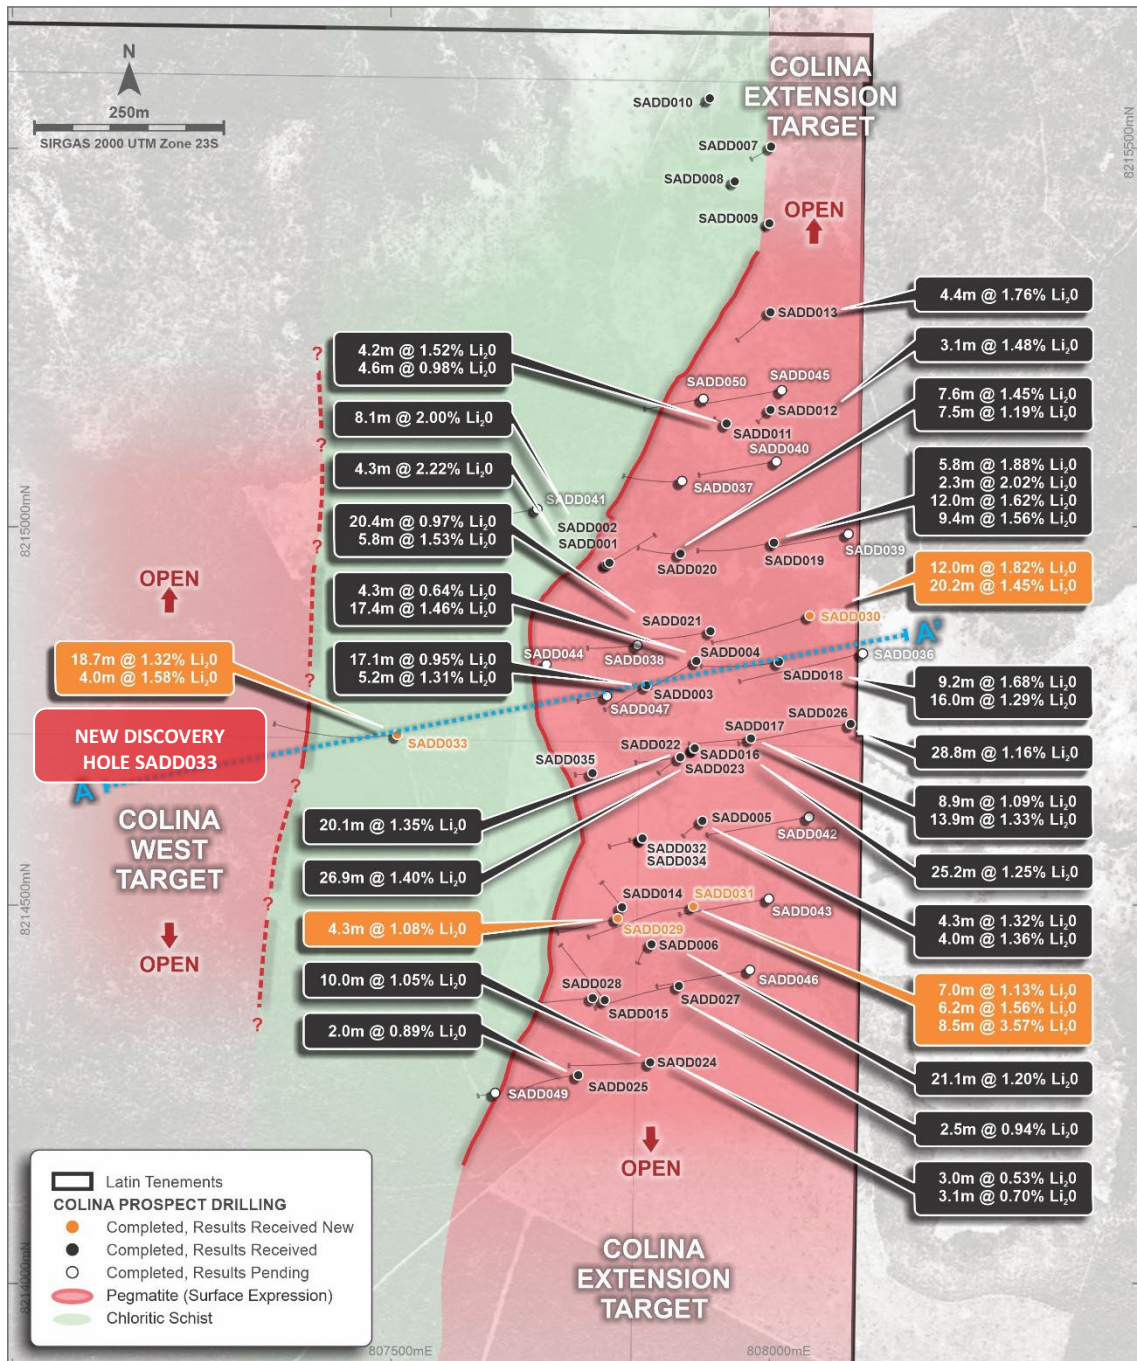 COLINA
EXTENSION
TARGET
N
250m
SIRGAS 2000 UTM Zone 23S
SADD010
SADD007
SADD008
SADD009
OPEN
8215500mN
SADD013
4.4m @ 1.76% Li₂0
3.1m @ 1.48% Li₂0
4.2m @ 1.52% Li₂0
4.6m @ 0.98% Li₂0
SADD050
SADD045
SADD012
SADD011
7.6m @ 1.45% Li₂0
7.5m @ 1.19% Li₂0
8.1m @ 2.00% Li₂0
SADD040
SADD037
4.3m @ 2.22% Li₂0
SADD041
5.8m @ 1.88% Li₂0
2.3m @ 2.02% Li₂0
12.0m @ 1.62% Li₂0
9.4m @ 1.56% Li₂0
8215000mN
SADD002
SADD001
20.4m @ 0.97% Li₂0
5.8m @ 1.53% Li₂0
SADD020
SADD019
SADD039
12.0m @ 1.82% Li₂0
20.2m @ 1.45% Li₂0
4.3m @ 0.64% Li₂0
17.4m @ 1.46% Li₂0
OPEN
SADD021
SADD030
A'
SADD044
SADD038
SADD004
SADD018
SADD036
18.7m @ 1.32% Li₂0
4.0m @ 1.58% Li₂0
17.1m @ 0.95% Li₂0
5.2m @ 1.31% Li₂0
SADD003
SADD047
9.2m @ 1.68% Li₂0
16.0m @ 1.29% Li₂0
NEW DISCOVERY
HOLE SADD033
SADD033
SADD026
SADD017
SADD022
SADD016
SADD023
SADD035
28.8m @ 1.16% Li₂0
A
COLINA
WEST
TARGET
20.1m @ 1.35% Li₂0
8.9m @ 1.09% Li₂0
13.9m @ 1.33% Li₂0
SADD005
SADD042
SADD032
SADD034
26.9m @ 1.40% Li₂0
25.2m @ 1.25% Li₂0
8214500mN
SADD014
SADD031
SADD043
SADD029
4.3m @ 1.08% Li₂0
4.3m @ 1.32% Li₂0
4.0m @ 1.36% Li₂0
OPEN
SADD006
10.0m @ 1.05% Li₂0
SADD028
SADD015
SADD027
SADD046
7.0m @ 1.13% Li₂0
6.2m @ 1.56% Li₂0
8.5m @ 3.57% Li₂0
2.0m @ 0.89% Li₂0
SADD024
SADD025
SADD049
21.1m @ 1.20% Li₂0
2.5m @ 0.94% Li₂0
OPEN
3.0m @ 0.53% Li₂0
3.1m @ 0.70% Li₂0
?
?
?
?
?
?
?
Latin Tenements
COLINA PROSPECT DRILLING
Completed, Results Received New
Completed, Results Received
Completed, Results Pending
Pegmatite (Surface Expression)
Chloritic Schist
COLINA
EXTENSION
TARGET
8214000mN
807500mE
808000mE